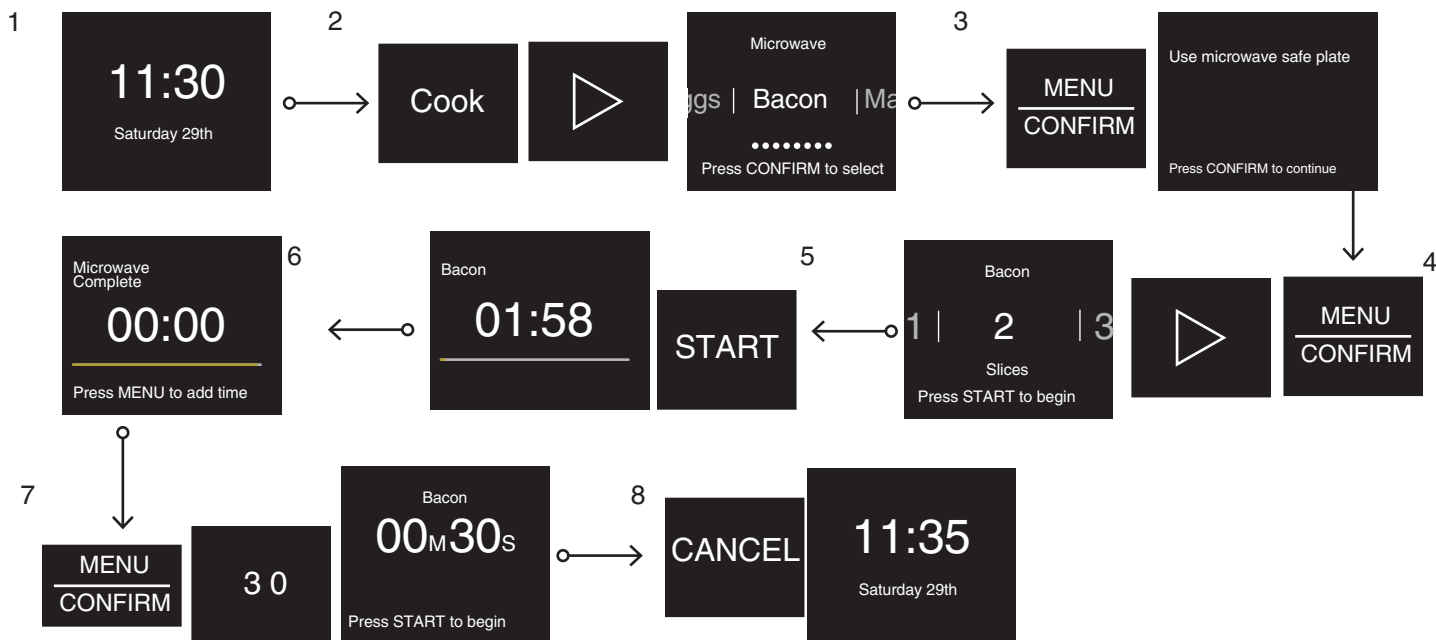 1
11:30
Saturday 29th
2
Cook
Microwave
ggs | Bacon | Ma
Press CONFIRM to select
3
MENU
CONFIRM
Use microwave safe plate
Press CONFIRM to continue
4
MENU
CONFIRM
Bacon
1 | 2 | 3
Slices
Press START to begin
5
START
Bacon
01:58
6
Microwave
Complete
00:00
Press MENU to add time
7
MENU
CONFIRM
3 0
Bacon
00M30S
Press START to begin
8
CANCEL
11:35
Saturday 29th